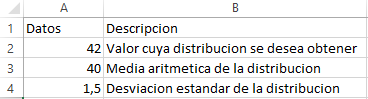 A B
1 Datos Descripcion
2 42 Valor cuya distribucion se desea obtener
3 40 Media aritmetica de la distribucion
4 1,5 Desviacion estandar de la distribucion